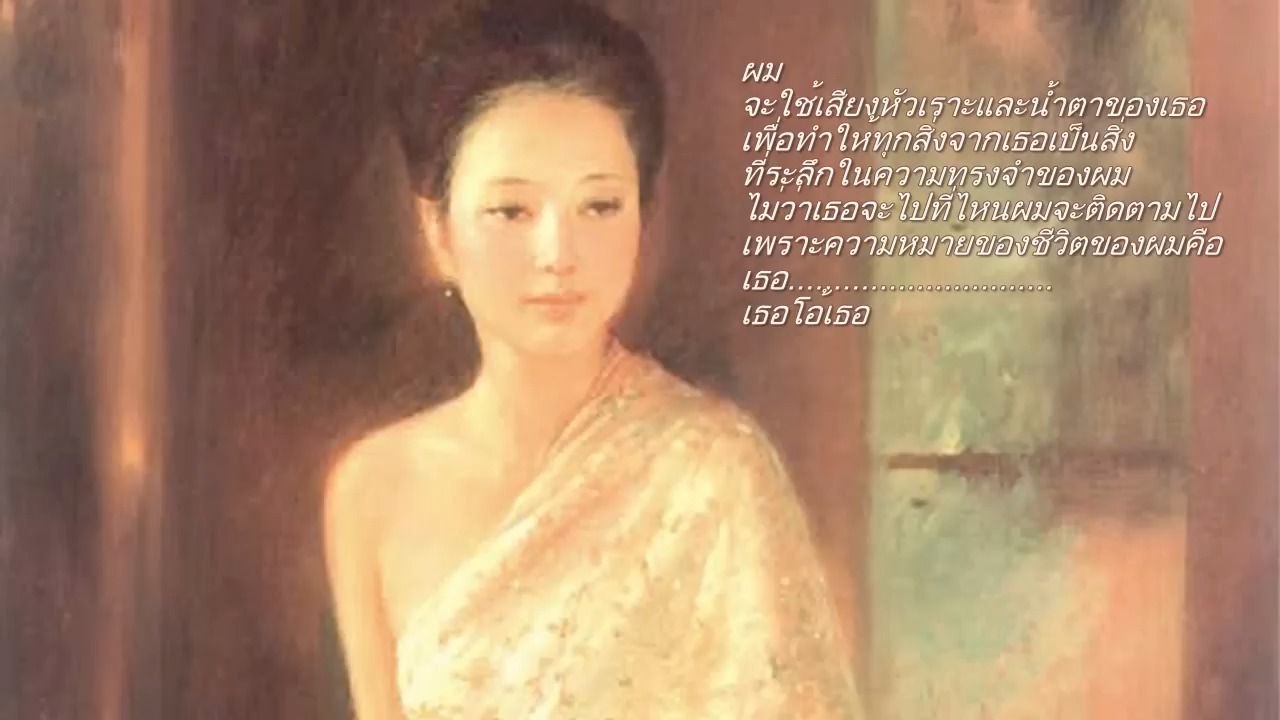 ผม
จะใช้เสียงหัวเราะและน้ำตาของเธอ
เพื่อทำให้ทุกสิ่งจากเธอเป็นสิ่ง
ที่ระลึกในความทรงจำของผม
ไม่ว่าเธอจะไปที่ไหนผมจะติดตามไป
เพราะความหมายของชีวิตของผมคือ
เธอ.............................
เธอโอ้เธอ